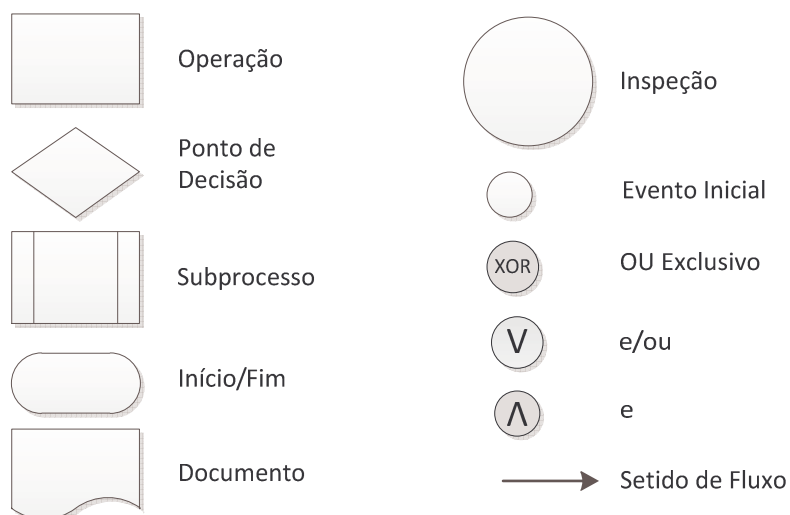 Operação
Ponto de
Decisão
Subprocesso
Início/Fim
Documento
Inspeção
Evento Inicial
XOR
OU Exclusivo
V
e/ou
Λ
e
Setido de Fluxo